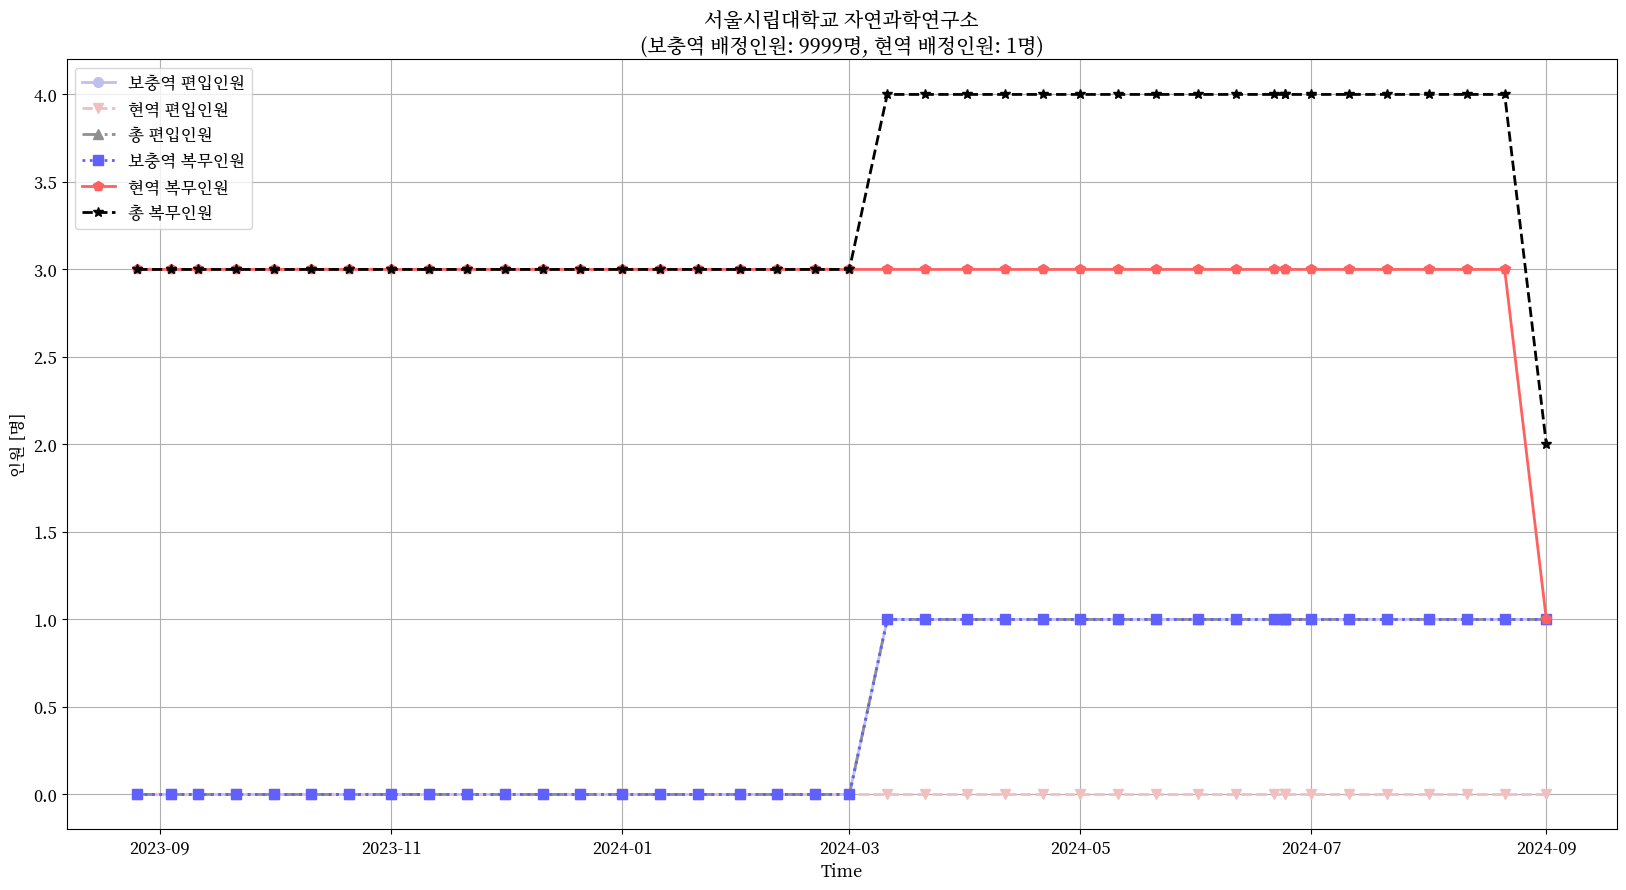 서울시립대학교 자연과학연구소
(보충역 배정인원: 9999명, 현역 배정인원: 1명)
보충역 편입인원
현역 편입인원
총 편입인원
보충역 복무인원
현역 복무인원
총 복무인원
인원 [명]
4.0
3.5
3.0
2.5
2.0
1.5
1.0
0.5
0.0
2023-09 2023-11 2024-01 2024-03 2024-05 2024-07 2024-09
Time